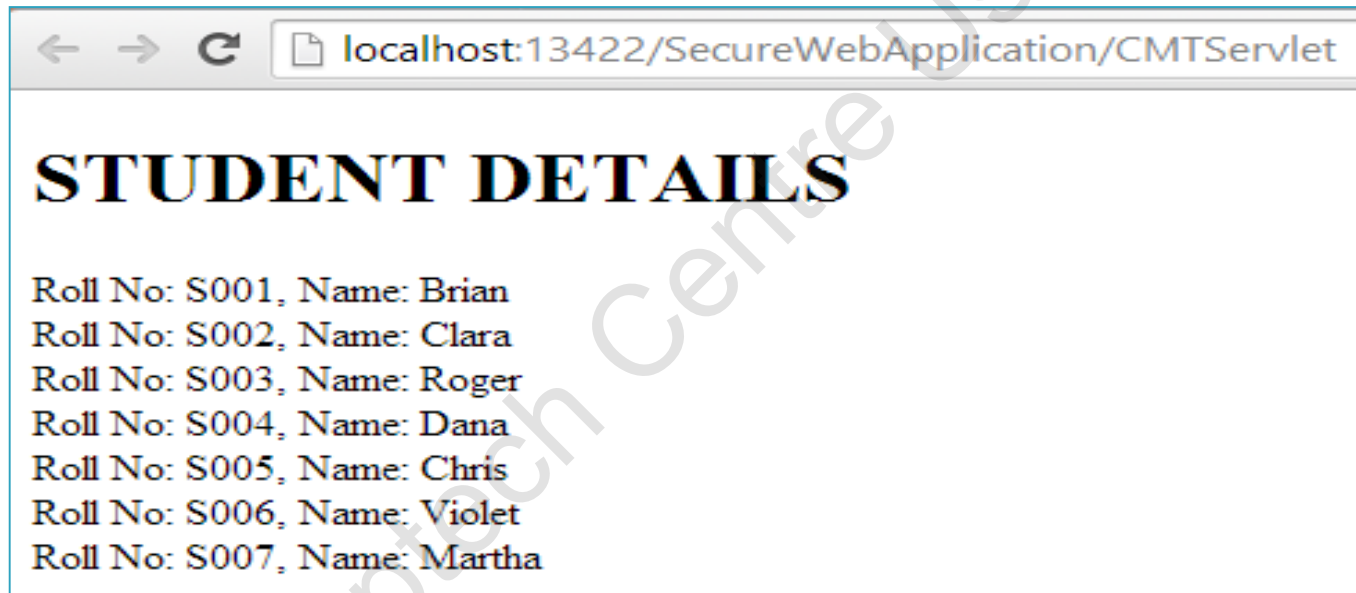 localhost:13422/SecureWebApplication/CMTServlet
STUDENT DETAILS
Roll No: S001, Name: Brian
Roll No: S002, Name: Clara
Roll No: S003, Name: Roger
Roll No: S004, Name: Dana
Roll No: S005, Name: Chris
Roll No: S006, Name: Violet
Roll No: S007, Name: Martha
Centre